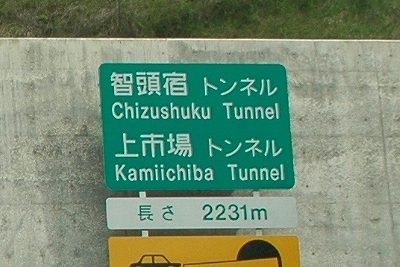 智頭宿 トンネル
Chizushuku Tunnel
上市場 トンネル
Kamiichiba Tunnel
長さ 2231m